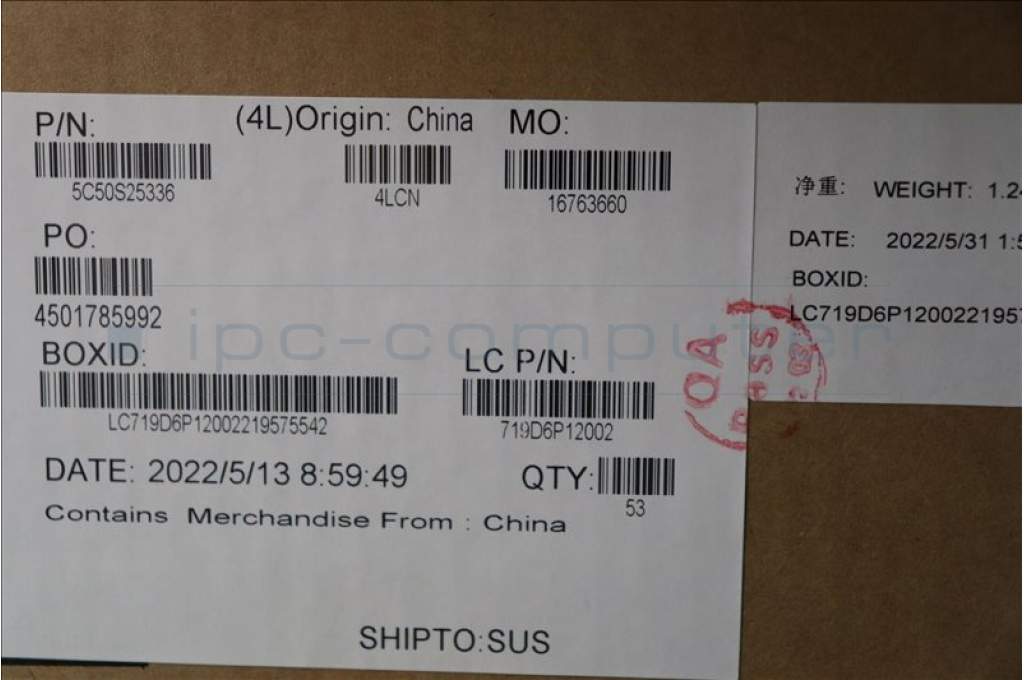 P/N: (4L)Origin: China MO:
5C50S25336 4LCN 16763660
PO:
4501785992
BOXID: LC P/N:
LC719D6P12002219575542 719D6P12002
DATE: 2022/5/13 8:59:49 QTY:
53
Contains Merchandise From : China
SHIPTO:SUS
净重: WEIGHT: 1.24
DATE: 2022/5/31 1:5
BOXID:
LC719D6P1200221957
QA
ipc-computer